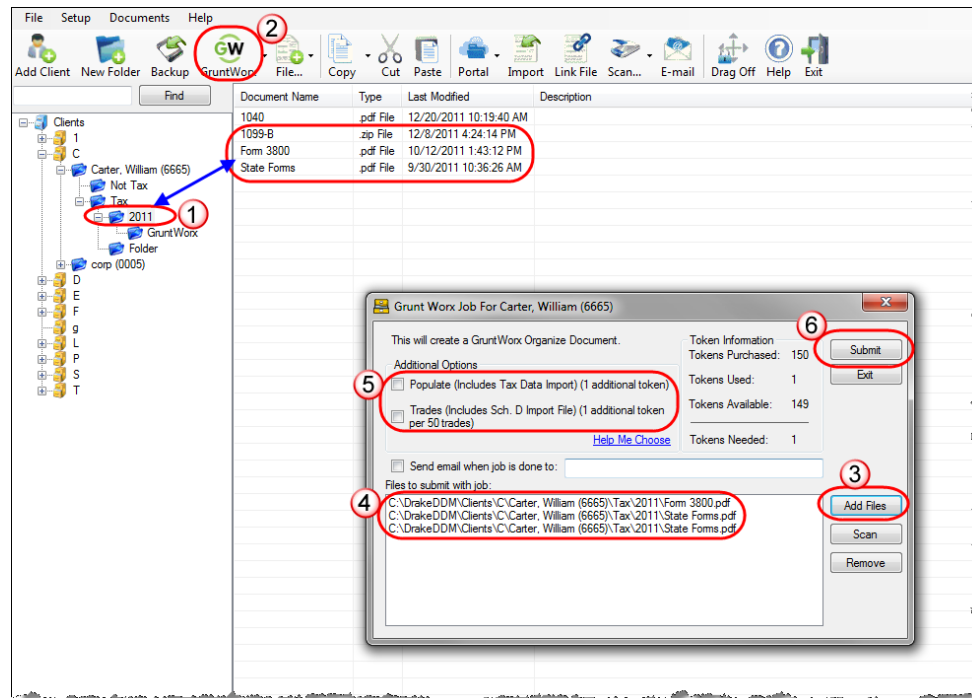 File Setup Documents Help
2
GW
Add Client New Folder Backup GruntWorx File... Copy Cut Paste Portal Import Link File Scan... E-mail Drag Off Help Exit
Find
Document Name Type Last Modified Description
1040 .pdf File 12/20/2011 10:19:40 AM
1099-B .zip File 12/8/2011 4:24:14 PM
Form 3800 .pdf File 10/12/2011 1:43:12 PM
State Forms .pdf File 9/30/2011 10:36:26 AM
Clients
1
C
Carter, William (6665)
Not Tax
Tax
2011
1
GruntWorx
Folder
corp (0005)
D
E
F
g
L
P
S
T
Grunt Worx Job For Carter, William (6665)
x
This will create a GruntWorx Organize Document.
Additional Options
5
Populate (Includes Tax Data Import) (1 additional token)
Trades (Includes Sch. D Import File) (1 additional token
per 50 trades)
Help Me Choose
Token Information
Tokens Purchased: 150
Tokens Used: 1
Tokens Available: 149
Tokens Needed: 1
6
Submit
Exit
Send email when job is done to:
Files to submit with job:
4
C:\DrakeDDM\Clients\C\Carter, William (6665)\Tax\2011\Form 3800.pdf
C:\DrakeDDM\Clients\C\Carter, William (6665)\Tax\2011\State Forms.pdf
C:\DrakeDDM\Clients\C\Carter, William (6665)\Tax\2011\State Forms.pdf
3
Add Files
Scan
Remove